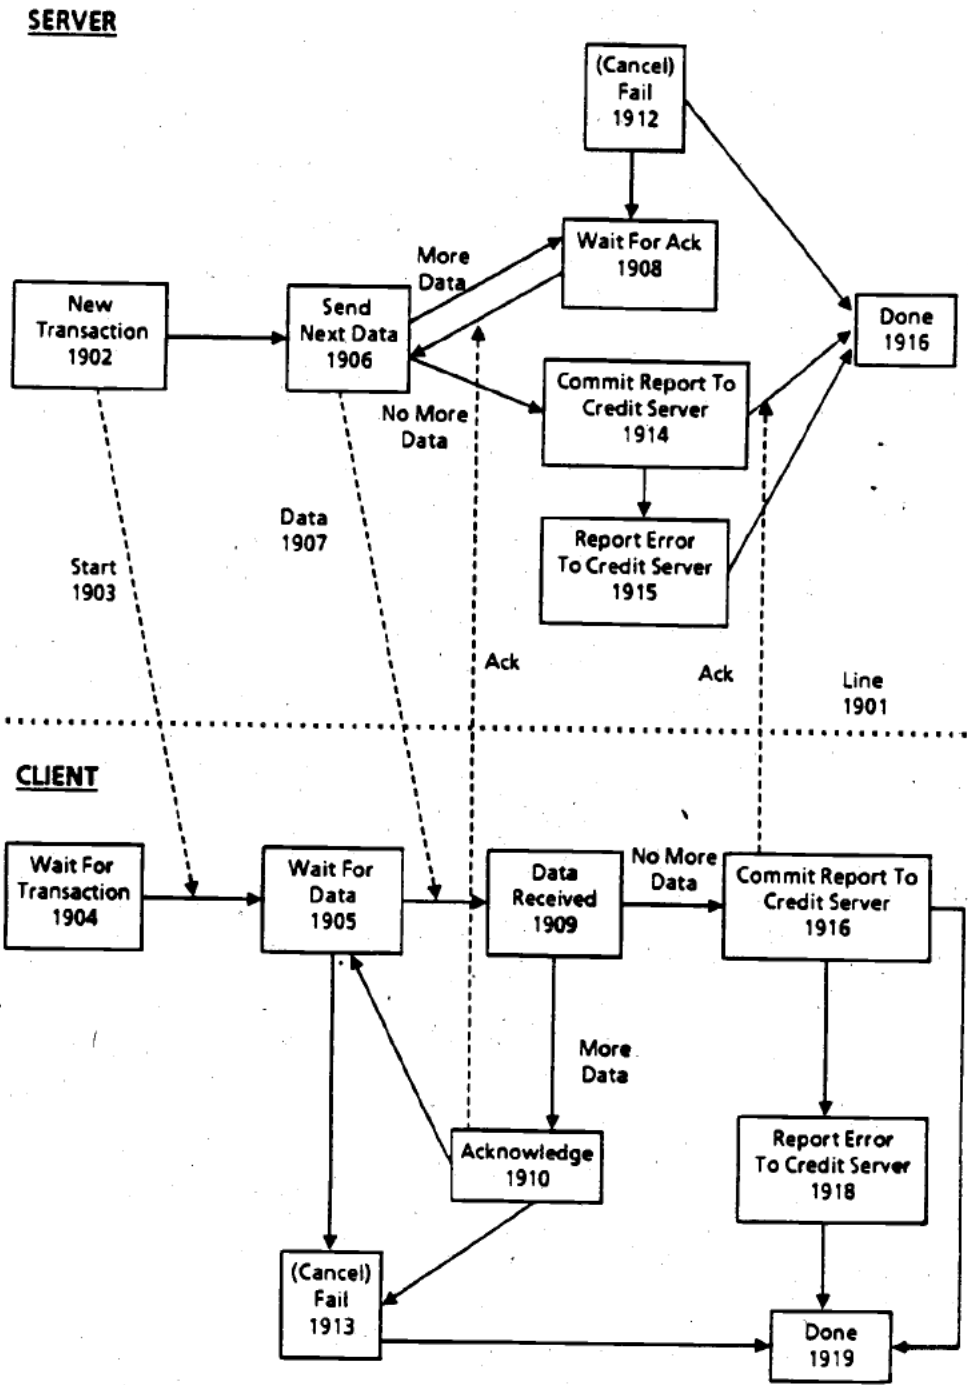 SERVER
(Cancel)
Fail
1912
Wait For Ack
1908
More
Data
New
Transaction
1902
Send
Next Data
1906
Done
1916
Commit Report To
Credit Server
1914
No More
Data
Data
1907
Report Error
To Credit Server
1915
Start
1903
Ack
Ack
Line
1901
CLIENT
Wait For
Transaction
1904
Wait For
Data
1905
Data
Received
1909
No More
Data
Commit Report To
Credit Server
1916
More
Data
Acknowledge
1910
Report Error
To Credit Server
1918
(Cancel)
Fail
1913
Done
1919